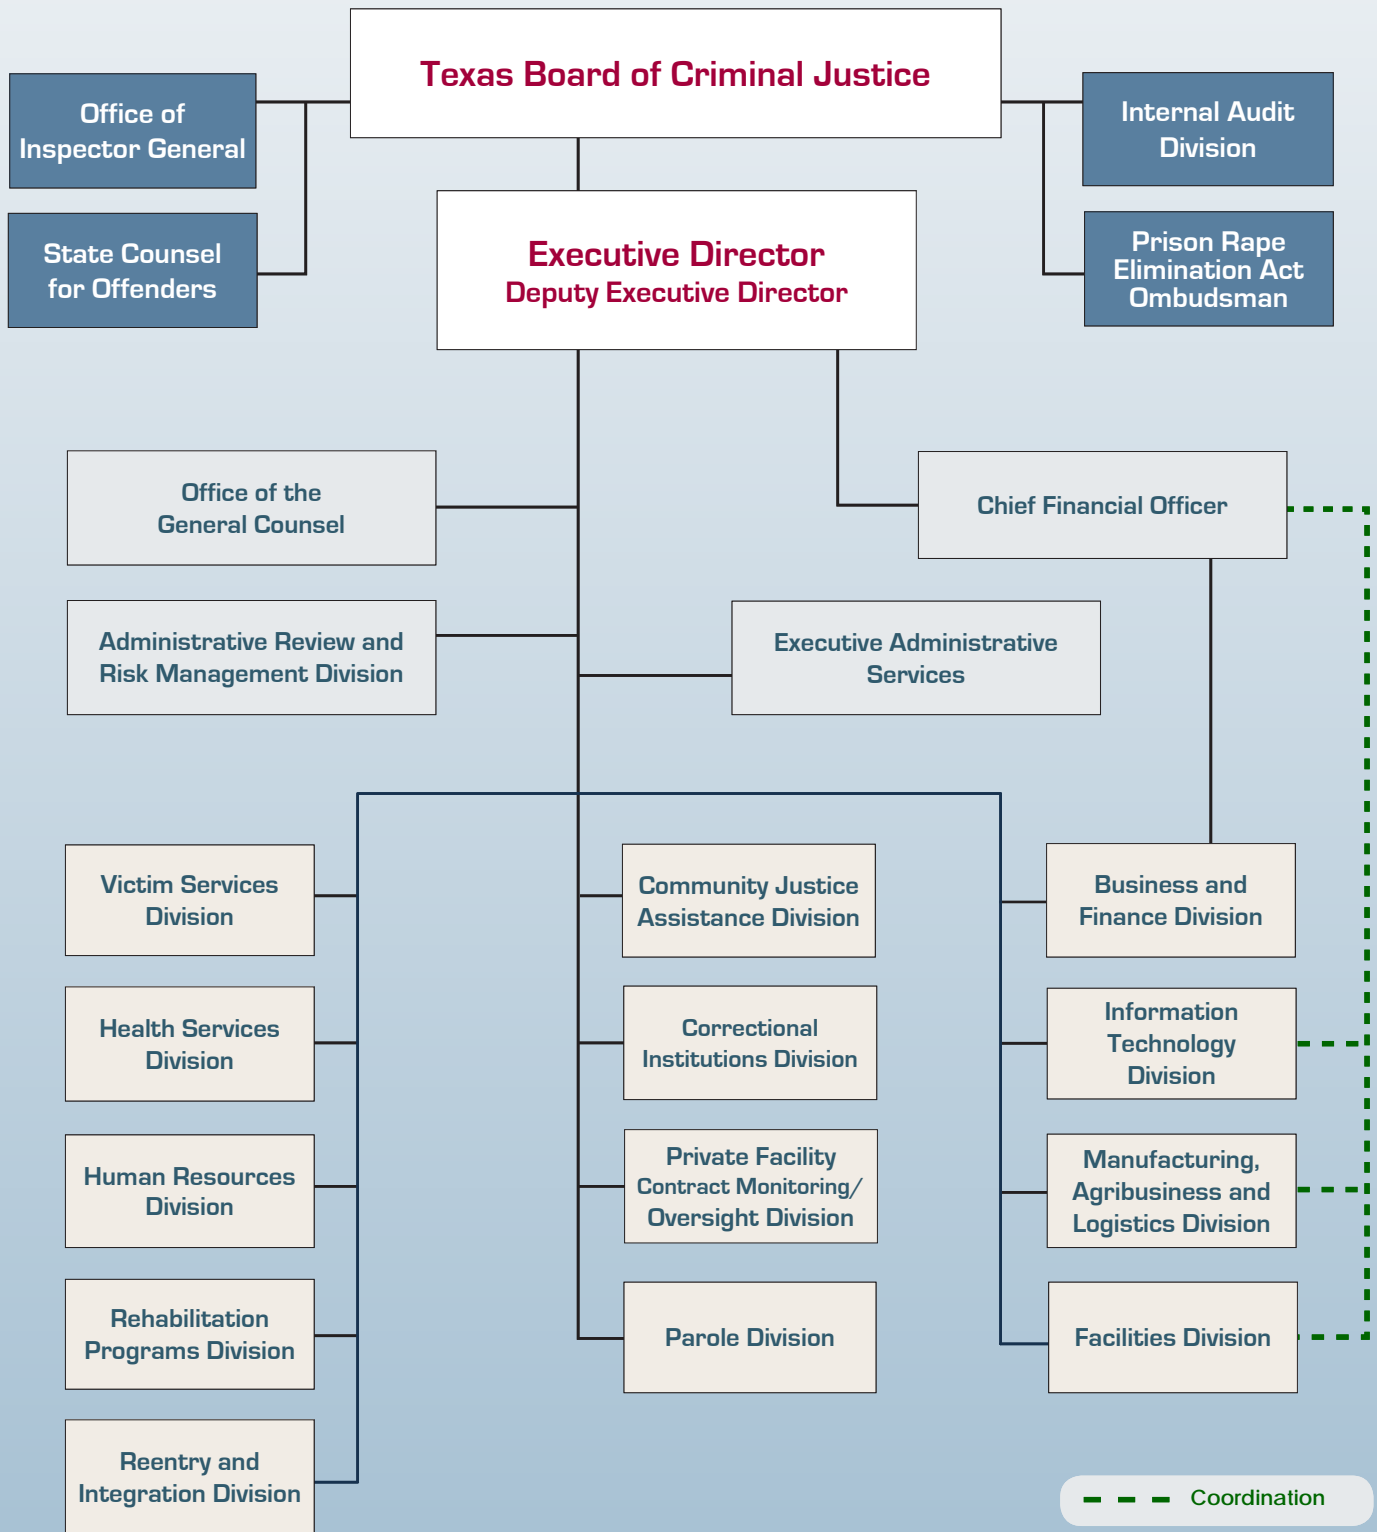 Texas Board of Criminal Justice
Office of
Inspector General
Internal Audit
Division
State Counsel
for Offenders
Executive Director
Deputy Executive Director
Prison Rape
Elimination Act
Ombudsman
Office of the
General Counsel
Chief Financial Officer
Administrative Review and
Risk Management Division
Executive Administrative
Services
Victim Services
Division
Community Justice
Assistance Division
Business and
Finance Division
Health Services
Division
Correctional
Institutions Division
Information
Technology
Division
Human Resources
Division
Private Facility
Contract Monitoring/
Oversight Division
Manufacturing,
Agribusiness and
Logistics Division
Rehabilitation
Programs Division
Parole Division
Facilities Division
Reentry and
Integration Division
Coordination